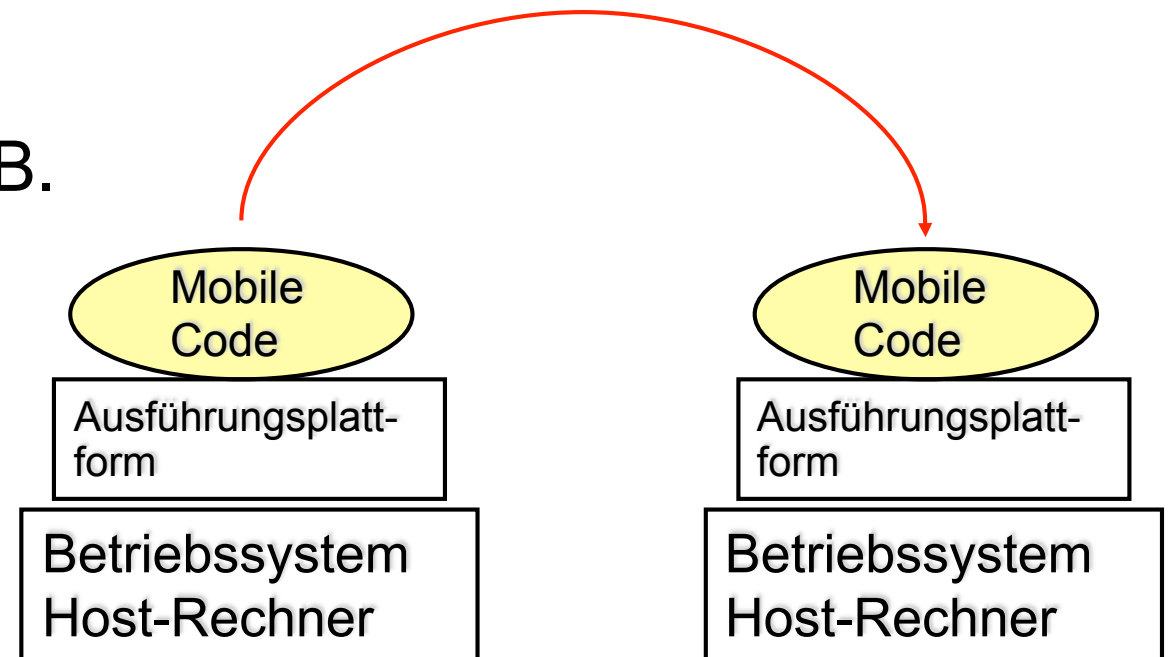 B.
Mobile
Code
Ausführungsplatt-
form
Betriebssystem
Host-Rechner
Mobile
Code
Ausführungsplatt-
form
Betriebssystem
Host-Rechner